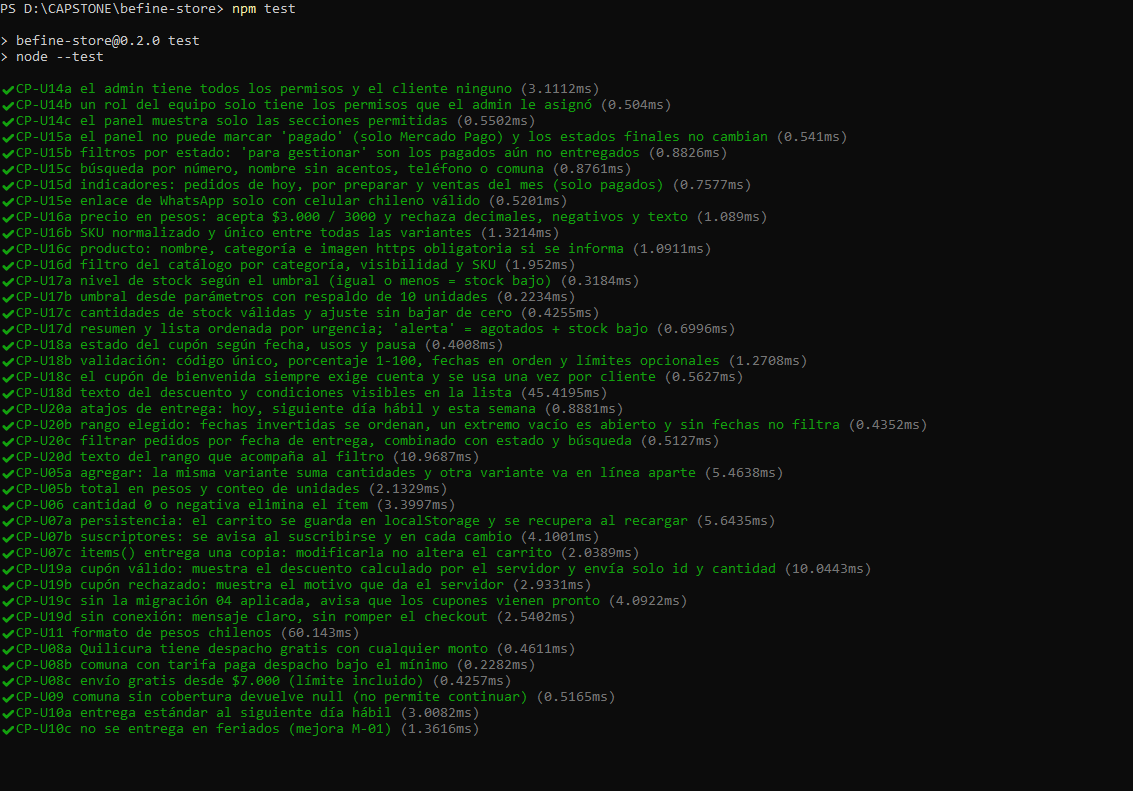 PS D:\CAPSTONE\befine-store> npm test
> befine-store@0.2.0 test
> node --test
✔CP-U14a el admin tiene todos los permisos y el cliente ninguno (3.1112ms)
✔CP-U14b un rol del equipo solo tiene los permisos que el admin le asignó (0.504ms)
✔CP-U14c el panel muestra solo las secciones permitidas (0.5502ms)
✔CP-U15a el panel no puede marcar 'pagado' (solo Mercado Pago) y los estados finales no cambian (0.541ms)
✔CP-U15b filtros por estado: 'para gestionar' son los pagados aún no entregados (0.8826ms)
✔CP-U15c búsqueda por número, nombre sin acentos, teléfono o comuna (0.8761ms)
✔CP-U15d indicadores: pedidos de hoy, por preparar y ventas del mes (solo pagados) (0.7577ms)
✔CP-U15e enlace de WhatsApp solo con celular chileno válido (0.5201ms)
✔CP-U16a precio en pesos: acepta $3.000 / 3000 y rechaza decimales, negativos y texto (1.089ms)
✔CP-U16b SKU normalizado y único entre todas las variantes (1.3214ms)
✔CP-U16c producto: nombre, categoría e imagen https obligatoria si se informa (1.0911ms)
✔CP-U16d filtro del catálogo por categoría, visibilidad y SKU (1.952ms)
✔CP-U17a nivel de stock según el umbral (igual o menos = stock bajo) (0.3184ms)
✔CP-U17b umbral desde parámetros con respaldo de 10 unidades (0.2234ms)
✔CP-U17c cantidades de stock válidas y ajuste sin bajar de cero (0.4255ms)
✔CP-U17d resumen y lista ordenada por urgencia; 'alerta' = agotados + stock bajo (0.6996ms)
✔CP-U18a estado del cupón según fecha, usos y pausa (0.4008ms)
✔CP-U18b validación: código único, porcentaje 1-100, fechas en orden y límites opcionales (1.2708ms)
✔CP-U18c el cupón de bienvenida siempre exige cuenta y se usa una vez por cliente (0.5627ms)
✔CP-U18d texto del descuento y condiciones visibles en la lista (45.4195ms)
✔CP-U20a atajos de entrega: hoy, siguiente día hábil y esta semana (0.8881ms)
✔CP-U20b rango elegido: fechas invertidas se ordenan, un extremo vacío es abierto y sin fechas no filtra (0.4352ms)
✔CP-U20c filtrar pedidos por fecha de entrega, combinado con estado y búsqueda (0.5127ms)
✔CP-U20d texto del rango que acompaña al filtro (10.9687ms)
✔CP-U05a agregar: la misma variante suma cantidades y otra variante va en línea aparte (5.4638ms)
✔CP-U05b total en pesos y conteo de unidades (2.1329ms)
✔CP-U06 cantidad 0 o negativa elimina el ítem (3.3997ms)
✔CP-U07a persistencia: el carrito se guarda en localStorage y se recupera al recargar (5.6435ms)
✔CP-U07b suscriptores: se avisa al suscribirse y en cada cambio (4.1001ms)
✔CP-U07c items() entrega una copia: modificarla no altera el carrito (2.0389ms)
✔CP-U19a cupón válido: muestra el descuento calculado por el servidor y envía solo id y cantidad (10.0443ms)
✔CP-U19b cupón rechazado: muestra el motivo que da el servidor (2.9331ms)
✔CP-U19c sin la migración 04 aplicada, avisa que los cupones vienen pronto (4.0922ms)
✔CP-U19d sin conexión: mensaje claro, sin romper el checkout (2.5402ms)
✔CP-U11 formato de pesos chilenos (60.143ms)
✔CP-U08a Quilicura tiene despacho gratis con cualquier monto (0.4611ms)
✔CP-U08b comuna con tarifa paga despacho bajo el mínimo (0.2282ms)
✔CP-U08c envío gratis desde $7.000 (límite incluido) (0.4257ms)
✔CP-U09 comuna sin cobertura devuelve null (no permite continuar) (0.5165ms)
✔CP-U10a entrega estándar al siguiente día hábil (3.0082ms)
✔CP-U10c no se entrega en feriados (mejora M-01) (1.3616ms)